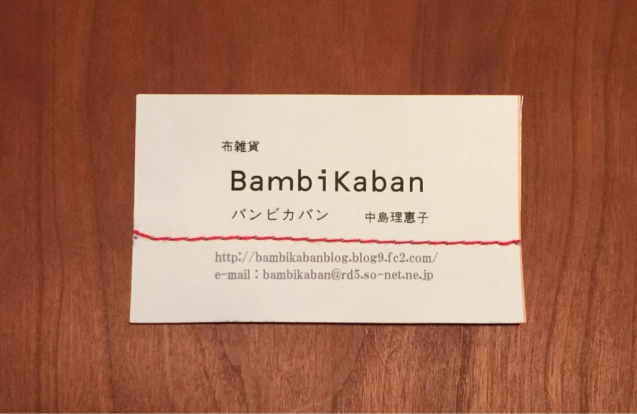 布雑貨
BambiKaban
バンビカバン 中島理恵子
http://bambikabanblog.blog9.fc2.com/
e-mail：bambikaban@rd5.so-net.ne.jp